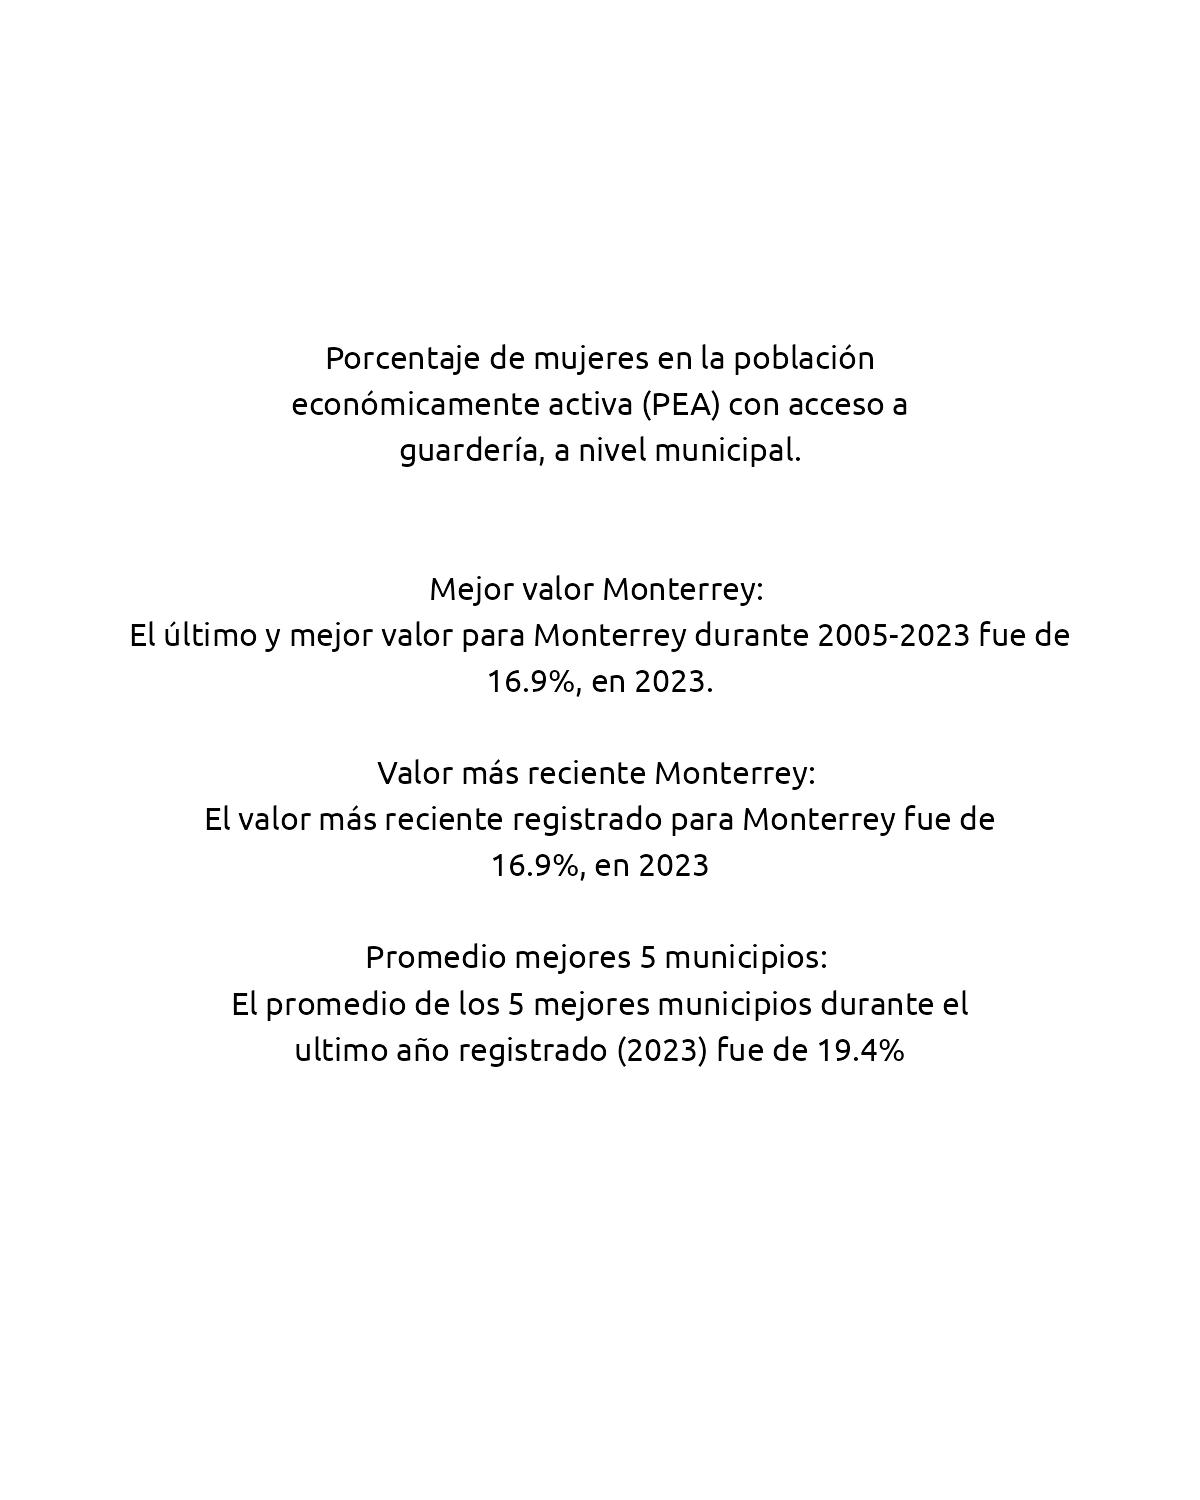 Porcentaje de mujeres en la población
económicamente activa (PEA) con acceso a
guardería, a nivel municipal.
Mejor valor Monterrey:
El último y mejor valor para Monterrey durante 2005-2023 fue de
16.9%, en 2023.
Valor más reciente Monterrey:
El valor más reciente registrado para Monterrey fue de
16.9%, en 2023
Promedio mejores 5 municipios:
El promedio de los 5 mejores municipios durante el
ultimo año registrado (2023) fue de 19.4%